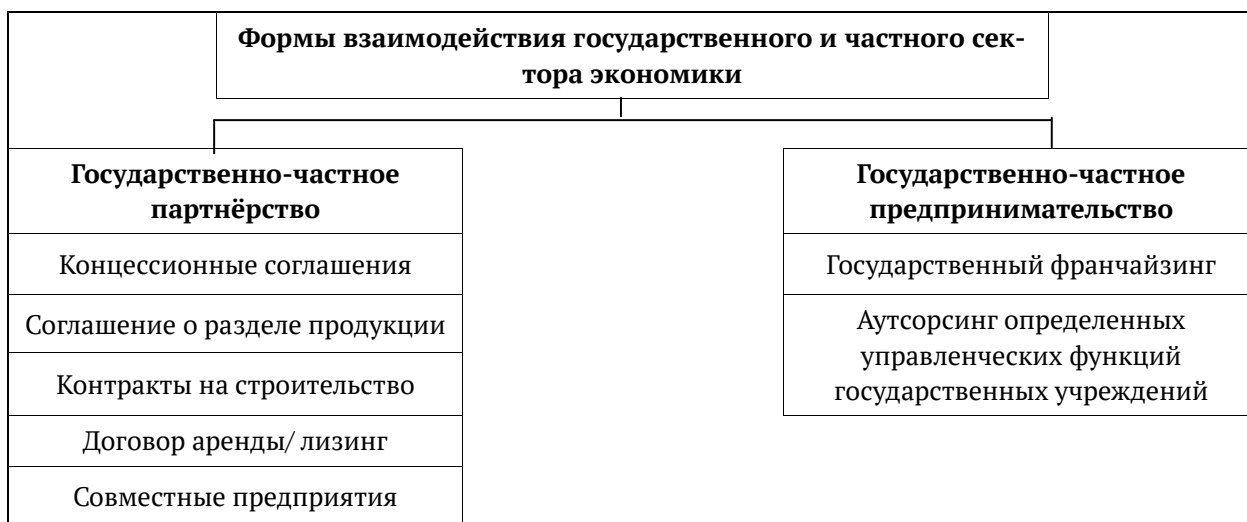 Формы взаимодействия государственного и частного сек-
тора экономики
Государственно-частное
партнёрство
Концессионные соглашения
Соглашение о разделе продукции
Контракты на строительство
Договор аренды/ лизинг
Совместные предприятия
Государственно-частное
предпринимательство
Государственный франчайзинг
Аутсорсинг определенных
управленческих функций
государственных учреждений